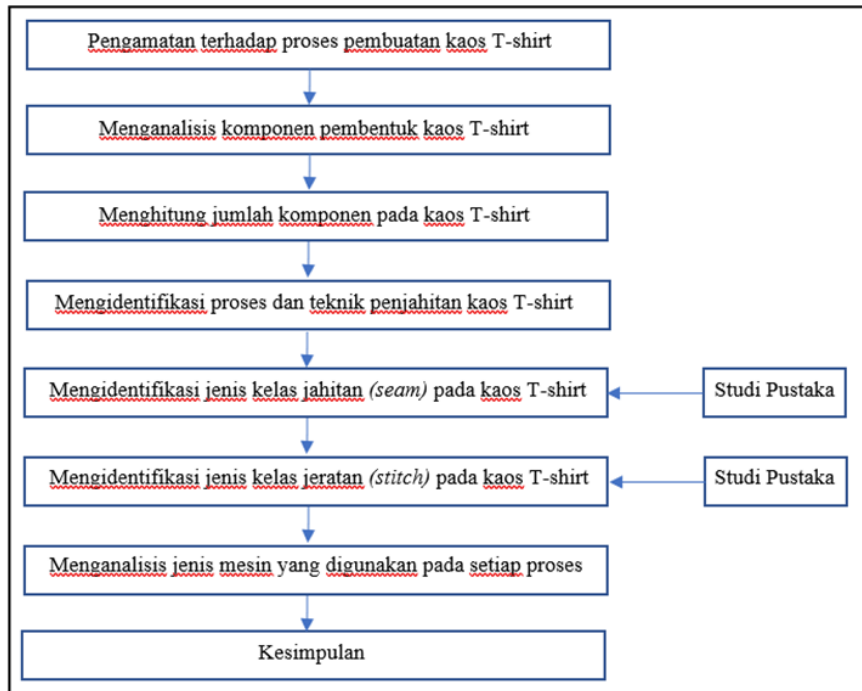 Pengamatan terhadap proses pembuatan kaos T-shirt
Menganalisis komponen pembentuk kaos T-shirt
Menghitung jumlah komponen pada kaos T-shirt
Mengidentifikasi proses dan teknik penjahitan kaos T-shirt
Mengidentifikasi jenis kelas jahitan (seam) pada kaos T-shirt
Studi Pustaka
Mengidentifikasi jenis kelas jeratan (stitch) pada kaos T-shirt
Studi Pustaka
Menganalisis jenis mesin yang digunakan pada setiap proses
Kesimpulan